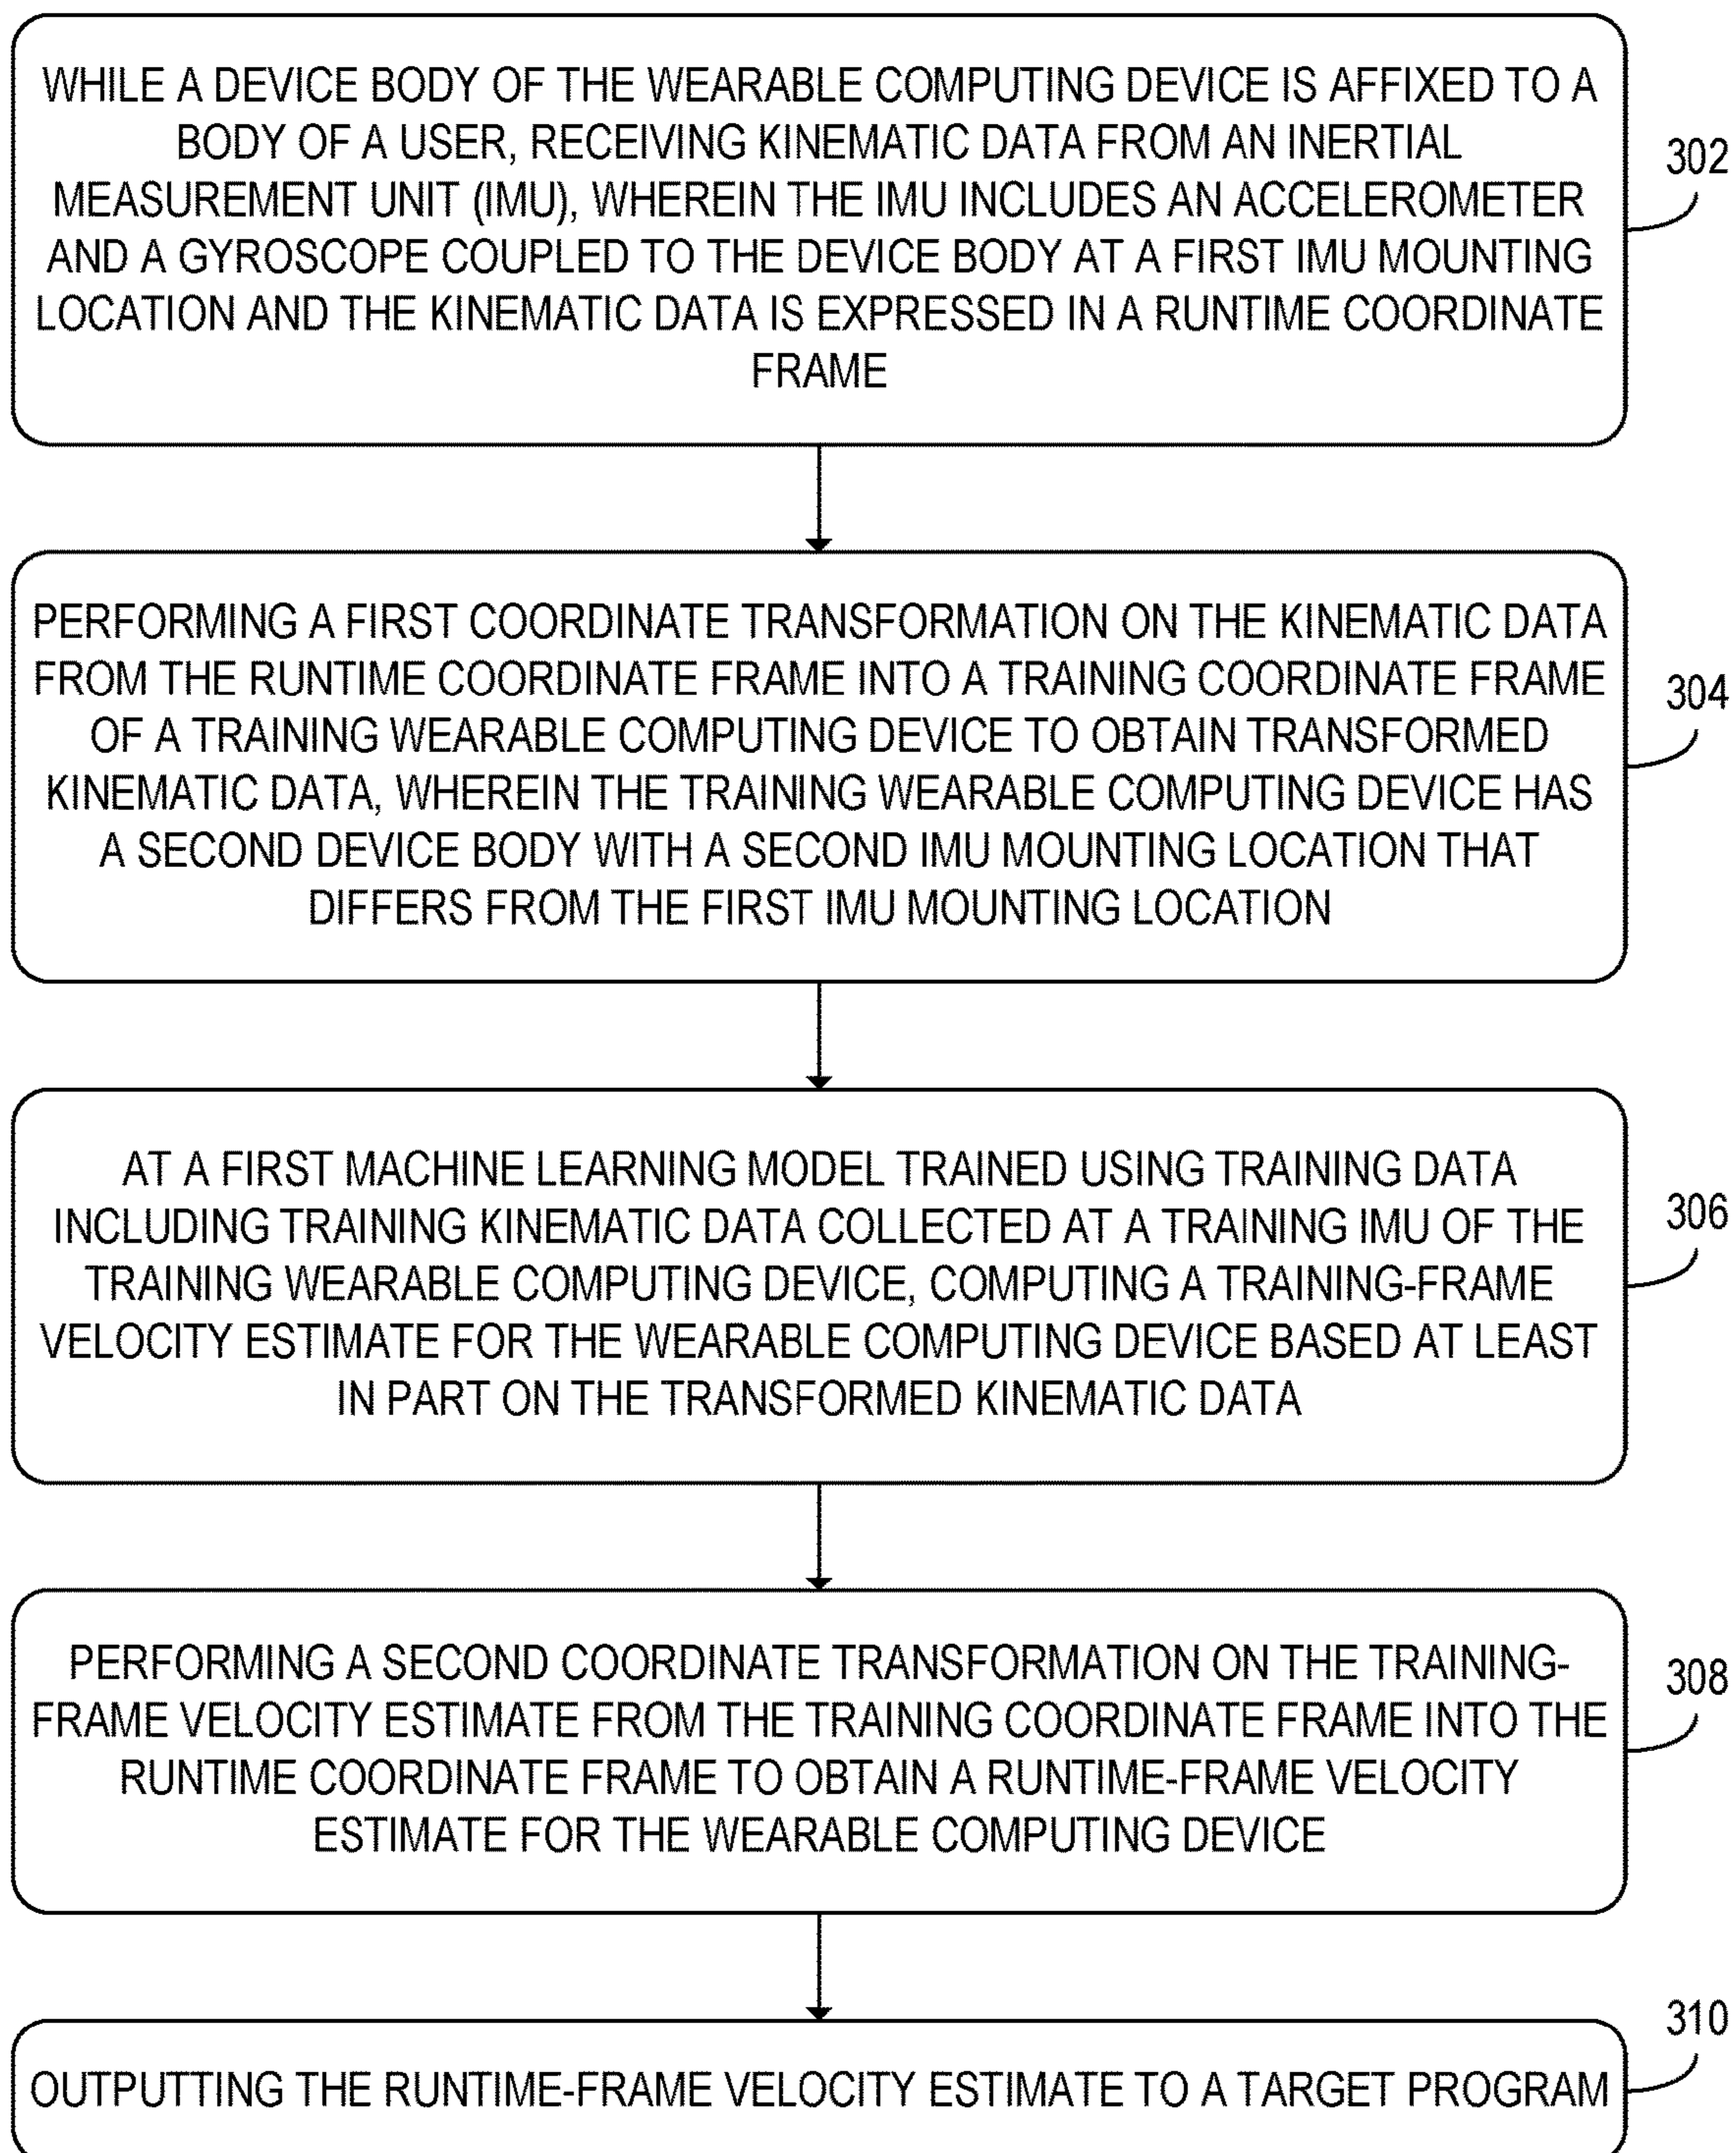 WHILE A DEVICE BODY OF THE WEARABLE COMPUTING DEVICE IS AFFIXED TO A
BODY OF A USER, RECEIVING KINEMATIC DATA FROM AN INERTIAL
MEASUREMENT UNIT (IMU), WHEREIN THE IMU INCLUDES AN ACCELEROMETER
AND A GYROSCOPE COUPLED TO THE DEVICE BODY AT A FIRST IMU MOUNTING
LOCATION AND THE KINEMATIC DATA IS EXPRESSED IN A RUNTIME COORDINATE
FRAME
302
PERFORMING A FIRST COORDINATE TRANSFORMATION ON THE KINEMATIC DATA
FROM THE RUNTIME COORDINATE FRAME INTO A TRAINING COORDINATE FRAME
OF A TRAINING WEARABLE COMPUTING DEVICE TO OBTAIN TRANSFORMED
KINEMATIC DATA, WHEREIN THE TRAINING WEARABLE COMPUTING DEVICE HAS
A SECOND DEVICE BODY WITH A SECOND IMU MOUNTING LOCATION THAT
DIFFERS FROM THE FIRST IMU MOUNTING LOCATION
304
AT A FIRST MACHINE LEARNING MODEL TRAINED USING TRAINING DATA
INCLUDING TRAINING KINEMATIC DATA COLLECTED AT A TRAINING IMU OF THE
TRAINING WEARABLE COMPUTING DEVICE, COMPUTING A TRAINING-FRAME
VELOCITY ESTIMATE FOR THE WEARABLE COMPUTING DEVICE BASED AT LEAST
IN PART ON THE TRANSFORMED KINEMATIC DATA
306
PERFORMING A SECOND COORDINATE TRANSFORMATION ON THE TRAINING-
FRAME VELOCITY ESTIMATE FROM THE TRAINING COORDINATE FRAME INTO THE
RUNTIME COORDINATE FRAME TO OBTAIN A RUNTIME-FRAME VELOCITY
ESTIMATE FOR THE WEARABLE COMPUTING DEVICE
308
OUTPUTTING THE RUNTIME-FRAME VELOCITY ESTIMATE TO A TARGET PROGRAM
310